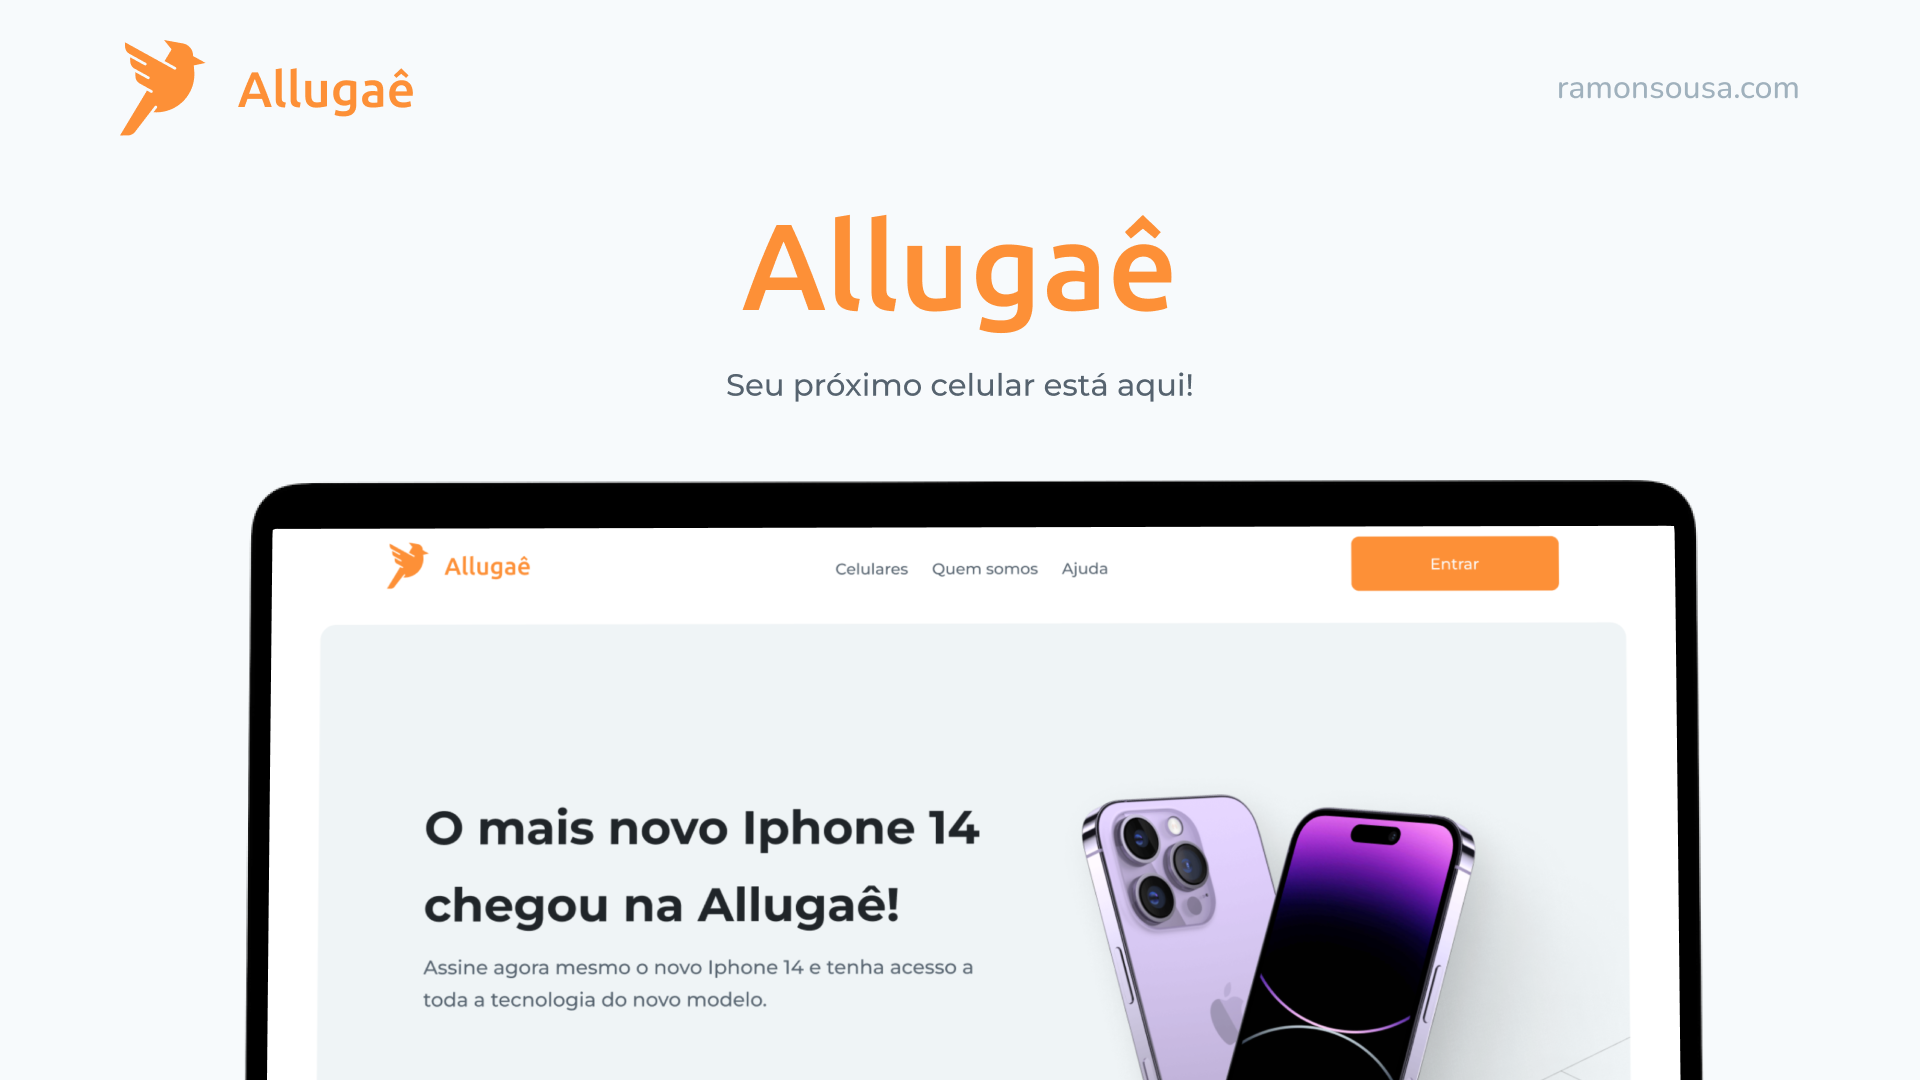 Allugaê
ramonsousa.com
Allugaê
Seu próximo celular está aqui!
Allugaê
Celulares
Quem somos
Ajuda
Entrar
O mais novo Iphone 14
chegou na Allugaê!
Assine agora mesmo o novo Iphone 14 e tenha acesso a
toda a tecnologia do novo modelo.